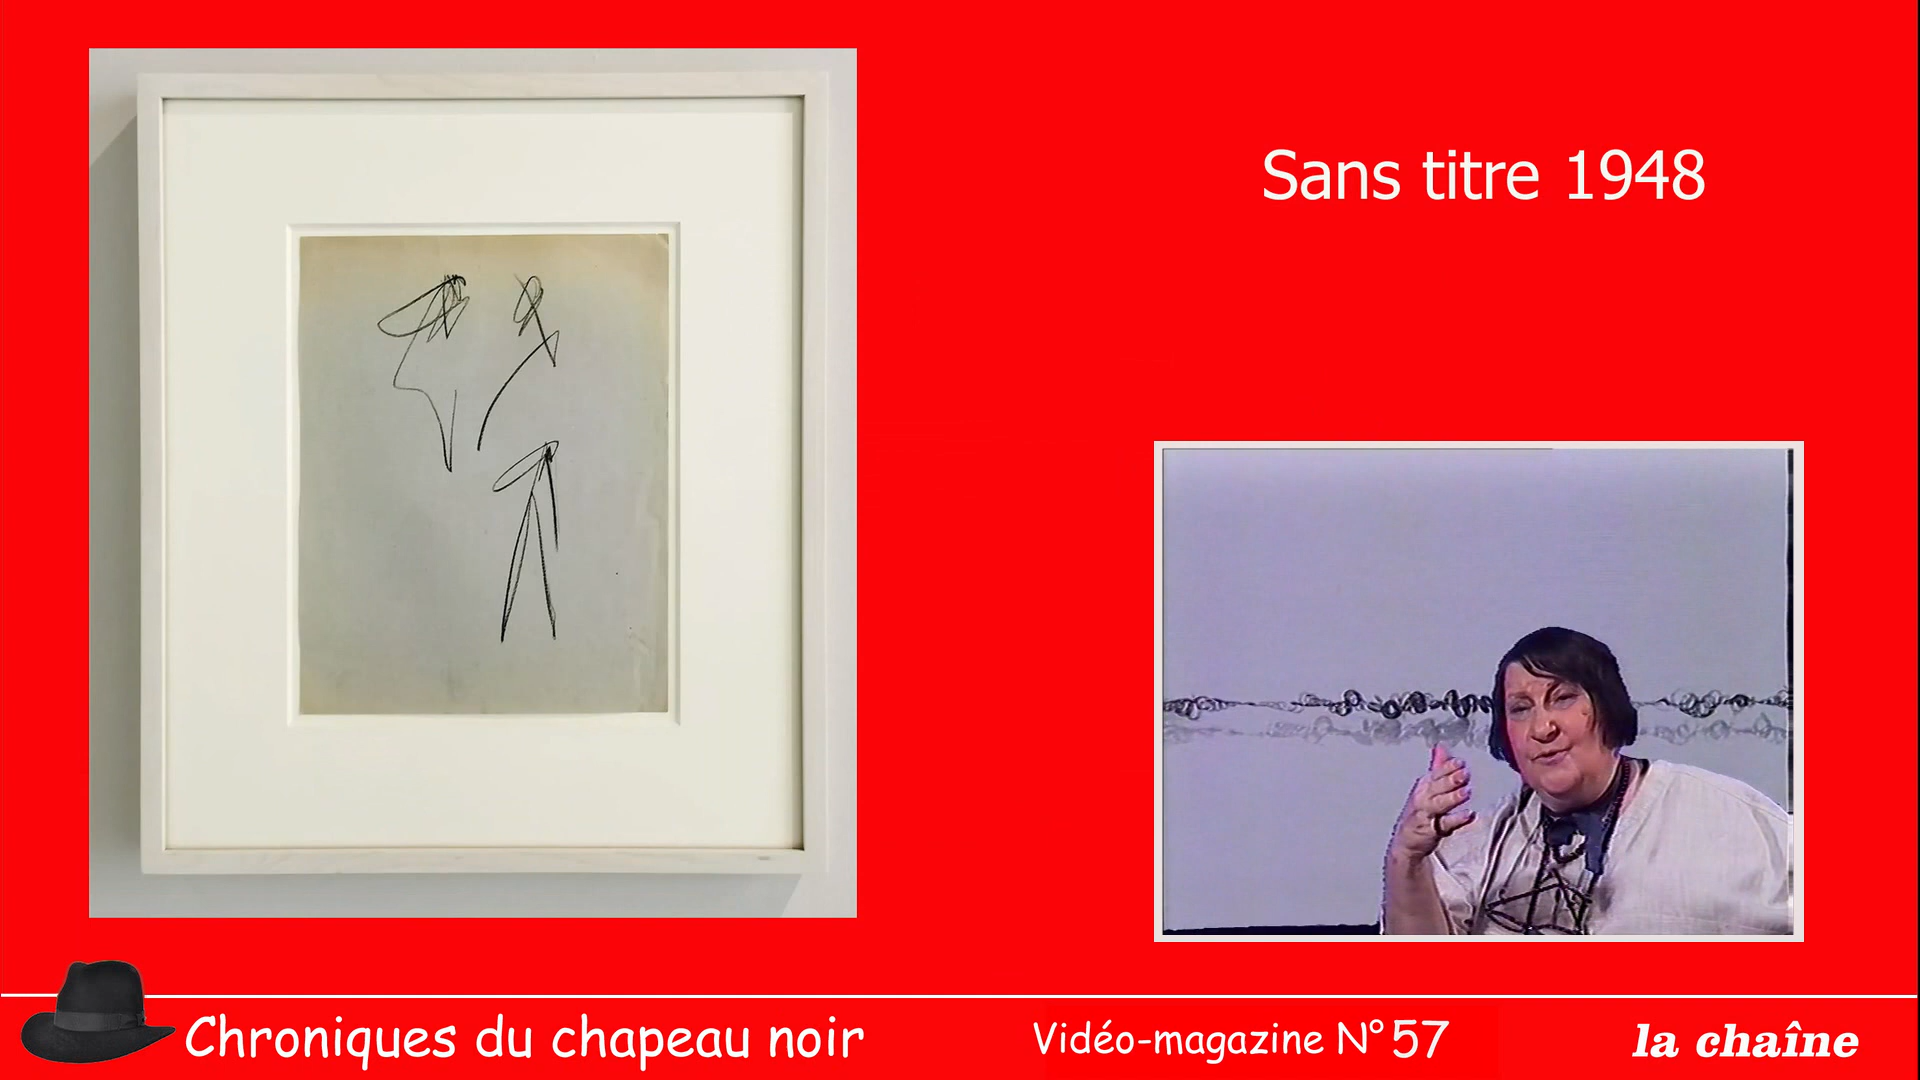 Sans titre 1948
Chroniques du chapeau noir
Vidéo-magazine N° 57
la chaîne